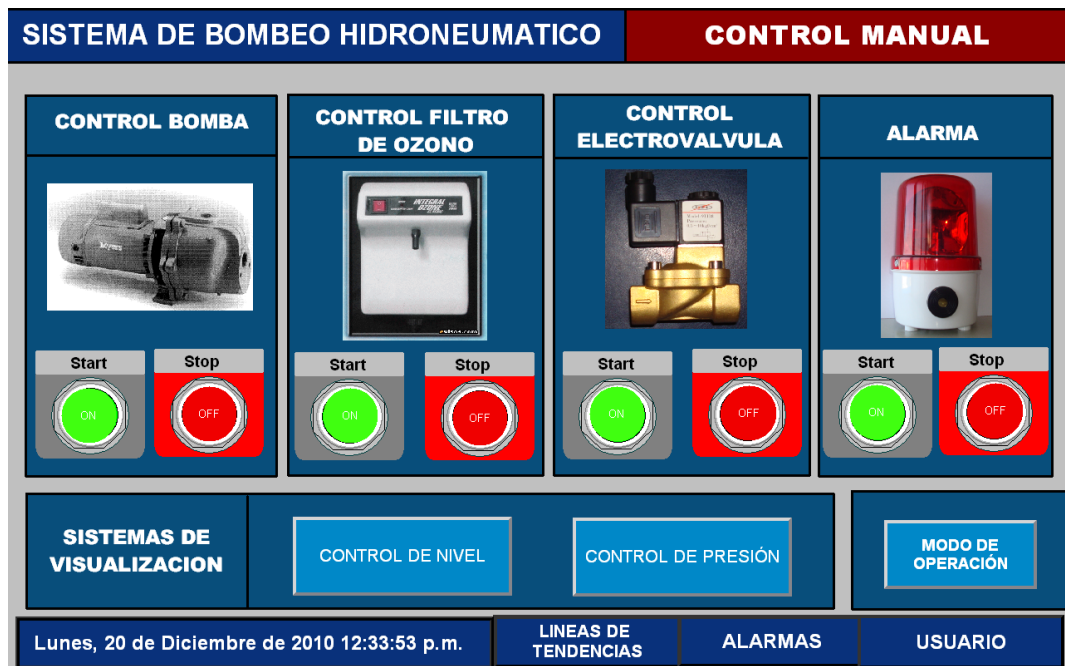 SISTEMA DE BOMBEO HIDRONEUMATICO
CONTROL MANUAL
CONTROL BOMBA
CONTROL FILTRO
DE OZONO
CONTROL
ELECTROVALVULA
ALARMA
INTEGRAL
OZONO
Start
Stop
ON
OFF
Start
Stop
ON
OFF
Start
Stop
ON
OFF
Start
Stop
ON
OFF
SISTEMAS DE
VISUALIZACION
CONTROL DE NIVEL
CONTROL DE PRESIÓN
MODO DE
OPERACIÓN
Lunes, 20 de Diciembre de 2010 12:33:53 p.m.
LINEAS DE
TENDENCIAS
ALARMAS
USUARIO